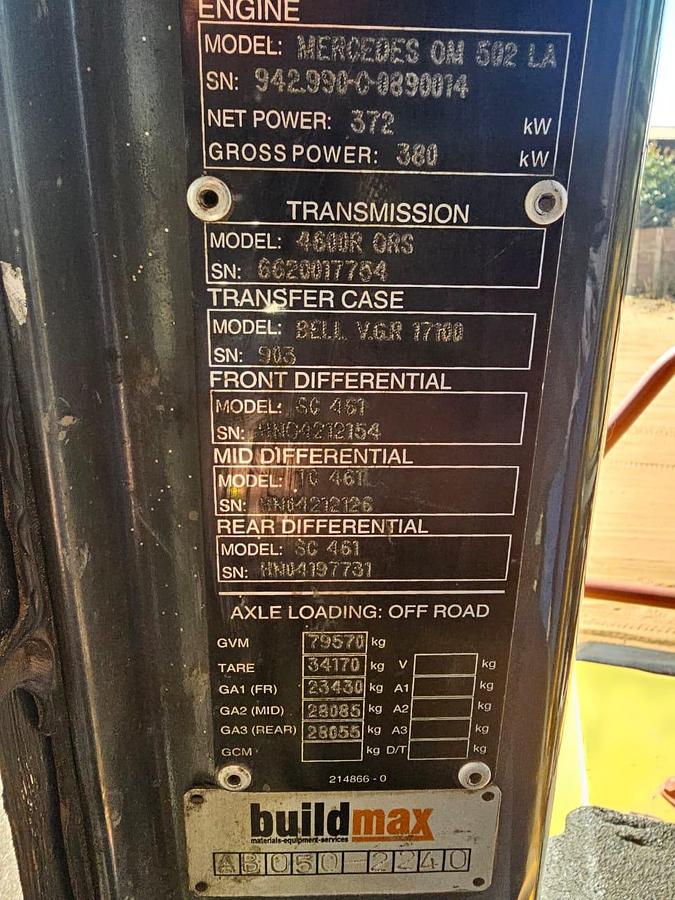 ENGINE
MODEL: MERCEDES OM 502 LA
SN: 942.990-C-0890014
NET POWER: 372 kW
GROSS POWER: 380 kW
TRANSMISSION
MODEL: 4600R ORS
SN: 6620017754
TRANSFER CASE
MODEL: BELL V.G.R 17100
SN: 903
FRONT DIFFERENTIAL
MODEL: SC 461
SN: HN04212154
MID DIFFERENTIAL
MODEL: TC 461
SN: HN04212126
REAR DIFFERENTIAL
MODEL: SC 461
SN: HN04197731
AXLE LOADING: OFF ROAD
GVM 79570 kg
TARE 34170 kg V kg
GA1 (FR) 23430 kg A1 kg
GA2 (MID) 28085 kg A2 kg
GA3 (REAR) 28055 kg A3 kg
GCM kg D/T kg
214866 - 0
buildmax
materials-equipment-services
AB050-2240